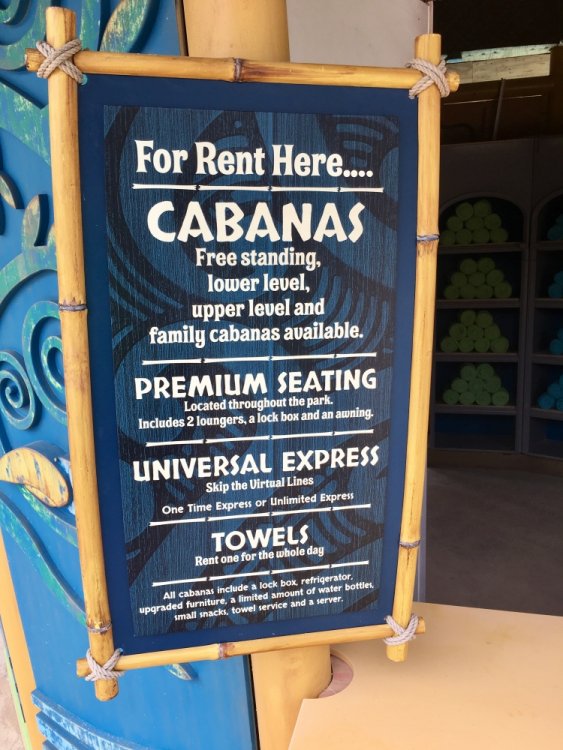 For Rent Here....
CABANAS
Free standing,
lower level,
upper level and
family cabanas available.
PREMIUM SEATING
Located throughout the park.
Includes 2 loungers, a lock box and an awning.
UNIVERSAL EXPRESS
Skip the Virtual Lines
One Time Express or Unlimited Express
TOWELS
Rent one for the whole day
All cabanas include a lock box, refrigerator,
upgraded furniture, a limited amount of water bottles,
small snacks, towel service and a server.